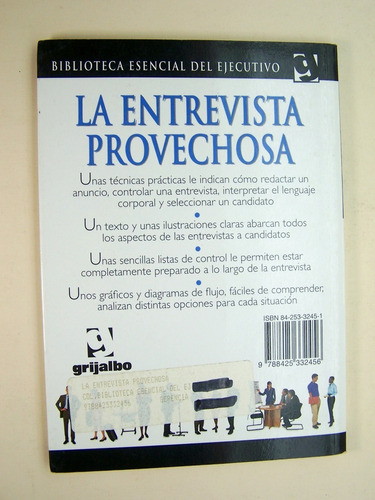 BIBLIOTECA ESENCIAL DEL EJECUTIVO
g
LA ENTREVISTA
PROVECHOSA
Unas técnicas prácticas le indican cómo redactar un
anuncio, controlar una entrevista, interpretar el lenguaje
corporal y seleccionar un candidato
Un texto y unas ilustraciones claras abarcan todos
los aspectos de las entrevistas a candidatos
Unas sencillas listas de control le permiten estar
completamente preparado a lo largo de la entrevista
Unos gráficos y diagramas de flujo, fáciles de comprender,
analizan distintas opciones para cada situación
ISBN 84-253-3245-1
9 788425 332456
g
grijalbo
LA ENTREVISTA PROVECHOSA
ESENCIAL DEL EJE
GERENCIA